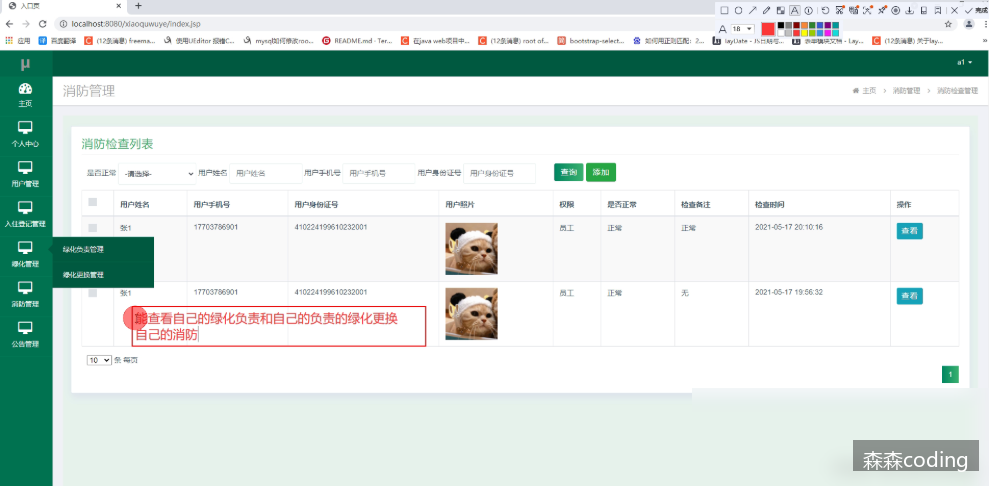 入口页
localhost:8080/xiaoquwuye/index.jsp
18
完成
应用
百度翻译
(12条消息) freema...
使用UEditor 报错C...
mysql如何修改roo...
README.md · Ter...
在java web项目中...
(12条消息) root of...
bootstrap-select...
如何用正则匹配: 2...
(12条消息) 关于lay...
μ
a1
消防管理
主页 > 消防管理 > 消防检查管理
主页
个人中心
用户管理
入住登记管理
绿化管理
消防管理
公告管理
绿化负责管理
绿化更换管理
消防检查列表
是否正常 -请选择- 用户姓名 用户姓名 用户手机号 用户手机号 用户身份证号 用户身份证号 查询 添加
用户姓名 用户手机号 用户身份证号 用户照片 权限 是否正常 检查备注 检查时间 操作
张1 17703786901 410224199610232001 员工 正常 正常 2021-05-17 20:10:16 查看
张1 17703786901 410224199610232001 员工 正常 无 2021-05-17 19:56:32 查看
能查看自己的绿化负责和自己的负责的绿化更换
自己的消防
10 条 每页
1
森森coding